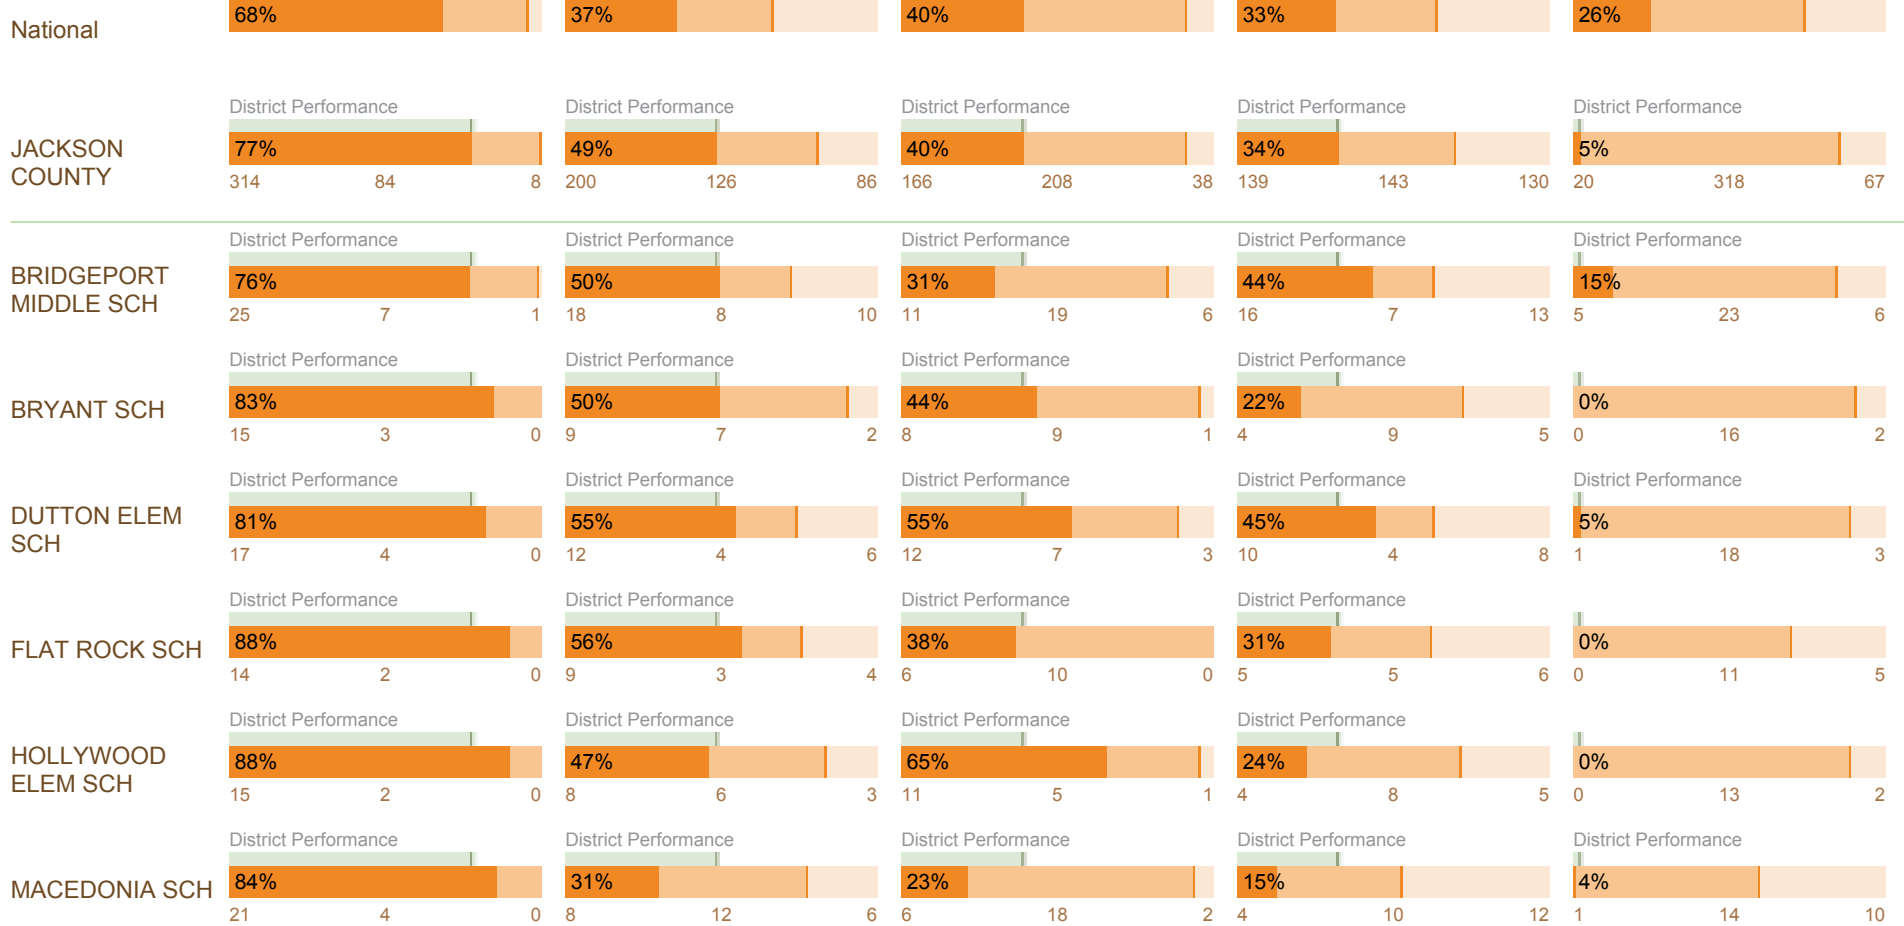 68% 37% 40% 33% 26%
National
District Performance District Performance District Performance District Performance District Performance
JACKSON
COUNTY
77% 49% 40% 34% 5%
314 84 8 200 126 86 166 208 38 139 143 130 20 318 67
District Performance District Performance District Performance District Performance District Performance
BRIDGEPORT
MIDDLE SCH
76% 50% 31% 44% 15%
25 7 1 18 8 10 11 19 6 16 7 13 5 23 6
District Performance District Performance District Performance District Performance
BRYANT SCH
83% 50% 44% 22% 0%
15 3 0 9 7 2 8 9 1 4 9 5 0 16 2
District Performance District Performance District Performance District Performance District Performance
DUTTON ELEM
SCH
81% 55% 55% 45% 5%
17 4 0 12 4 6 12 7 3 10 4 8 1 18 3
District Performance District Performance District Performance District Performance
FLAT ROCK SCH
88% 56% 38% 31% 0%
14 2 0 9 3 4 6 10 0 5 5 6 0 11 5
District Performance District Performance District Performance District Performance
HOLLYWOOD
ELEM SCH
88% 47% 65% 24% 0%
15 2 0 8 6 3 11 5 1 4 8 5 0 13 2
District Performance District Performance District Performance District Performance District Performance
MACEDONIA SCH
84% 31% 23% 15% 4%
21 4 0 8 12 6 6 18 2 4 10 12 1 14 10